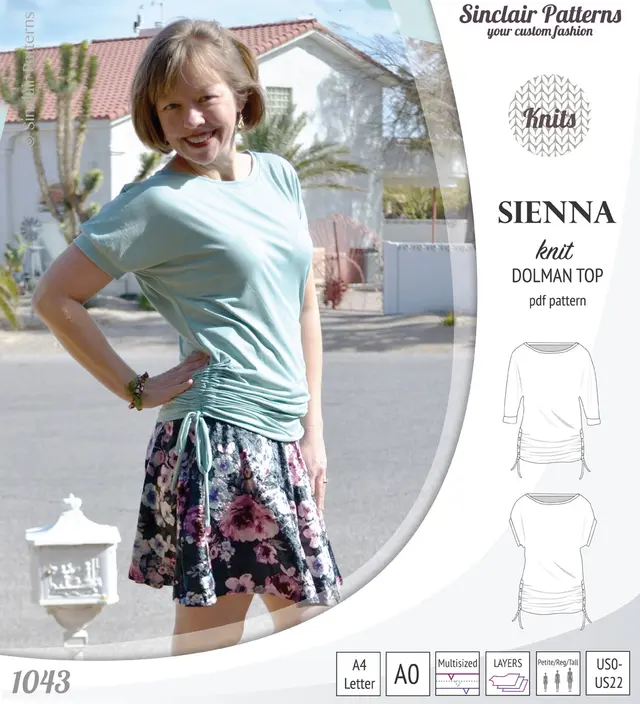 Sinclair Patterns
your custom fashion
© Sinclair Patterns
Knits
SIENNA
knit
DOLMAN TOP
pdf pattern
1043
A4
Letter
A0
Multisized
LAYERS
Petite/Reg/Tall
US0-
US22